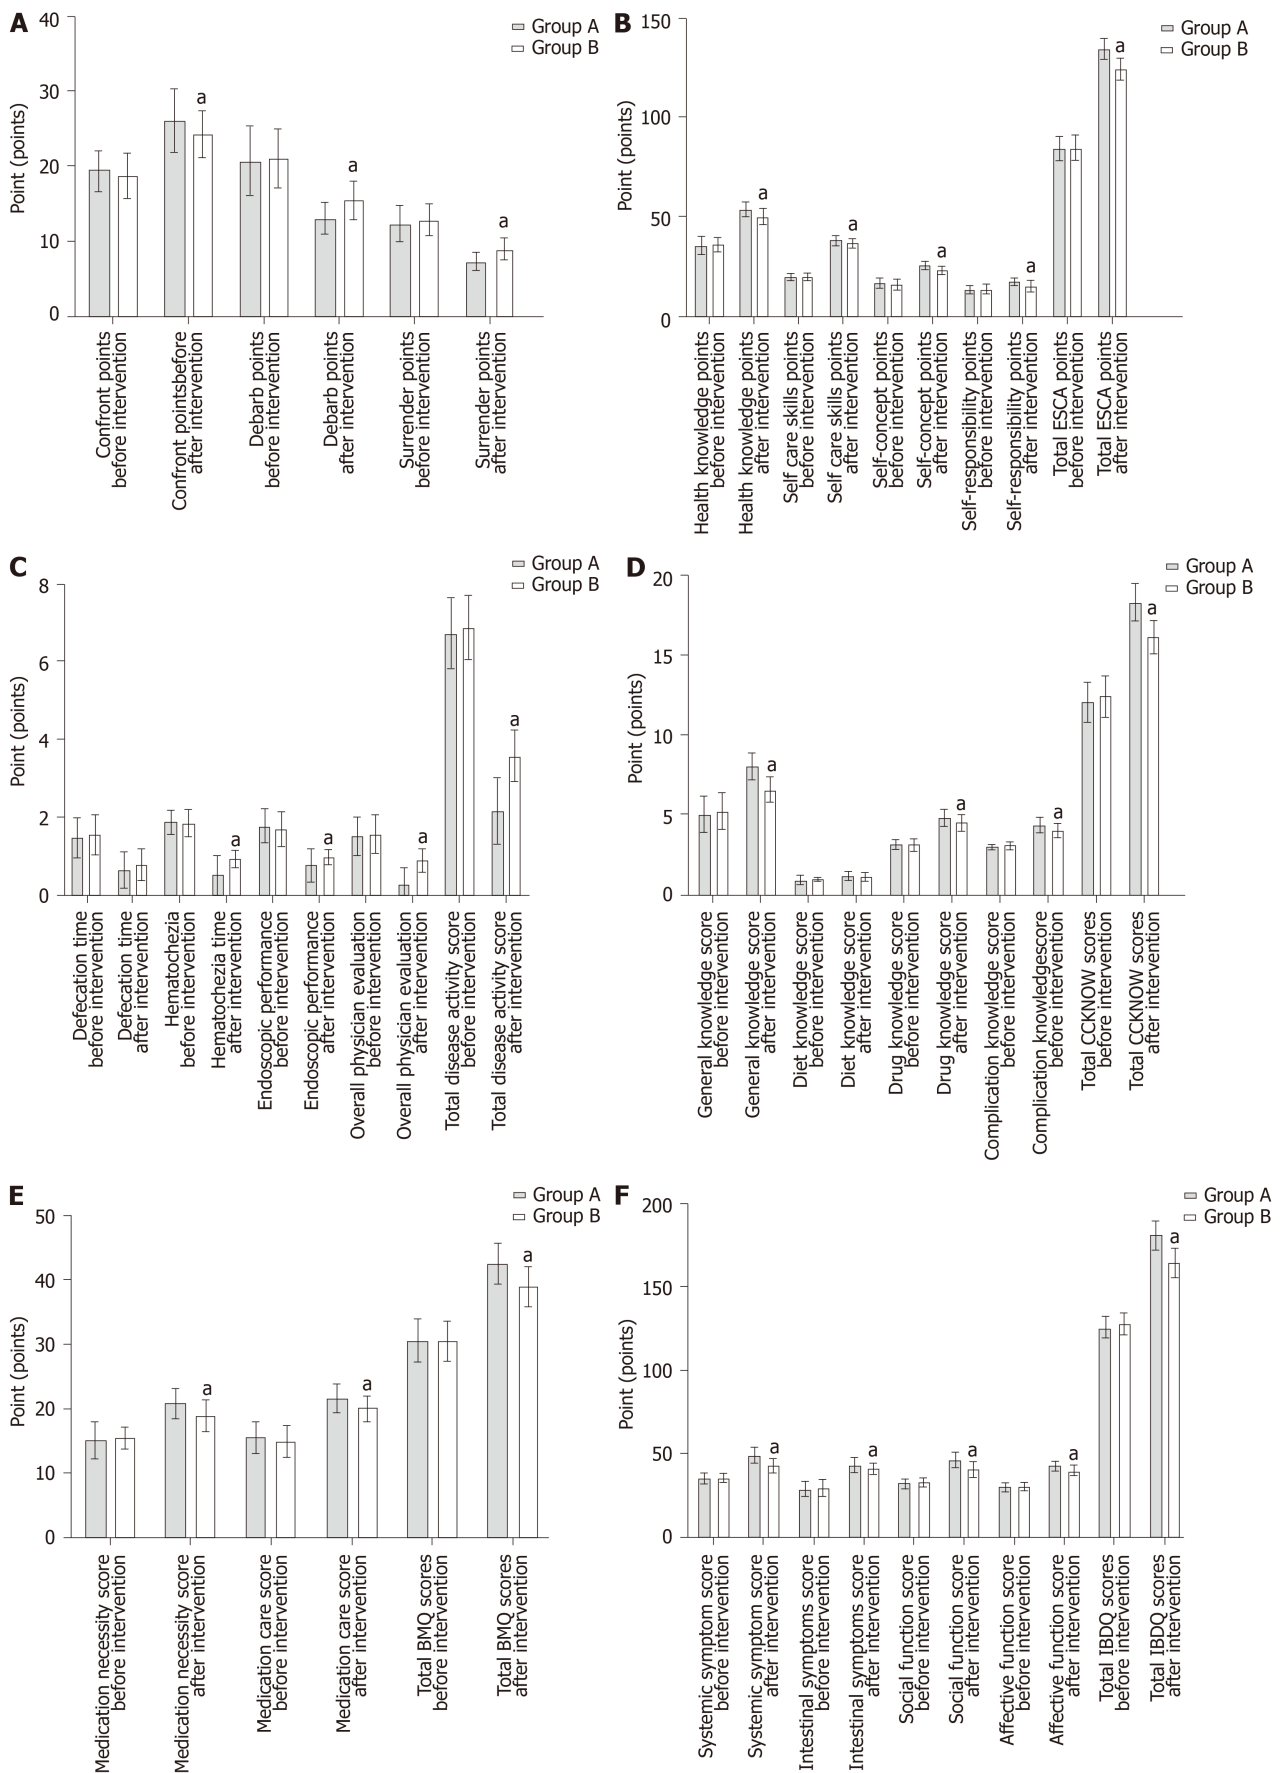 A
Group A
Group B
Point (points)
40
30
20
10
0
a
a
a
Confront points
before intervention
Confront pointsbefore
after intervention
Debarb points
before intervention
Debarb points
after intervention
Surrender points
before intervention
Surrender points
after intervention
B
Group A
Group B
Point (points)
150
100
50
0
a
a
a
a
a
Health knowledge points
before intervention
Health knowledge points
after intervention
Self care skills points
before intervention
Self care skills points
after intervention
Self-concept points
before intervention
Self-concept points
after intervention
Self-responsibility points
before intervention
Self-responsibility points
after intervention
Total ESCA points
before intervention
Total ESCA points
after intervention
C
Group A
Group B
Point (points)
8
6
4
2
0
a
a
a
a
Defecation time
before intervention
Defecation time
after intervention
Hematochezia
before intervention
Hematochezia time
after intervention
Endoscopic performance
before intervention
Endoscopic performance
after intervention
Overall physician evaluation
before intervention
Overall physician evaluation
after intervention
Total disease activity score
before intervention
Total disease activity score
after intervention
D
Group A
Group B
Point (points)
20
15
10
5
0
a
a
a
a
General knowledge score
before intervention
General knowledge score
after intervention
Diet knowledge score
before intervention
Diet knowledge score
after intervention
Drug knowledge score
before intervention
Drug knowledge score
after intervention
Complication knowledge score
before intervention
Complication knowledgescore
after intervention
Total CCKNOW scores
before intervention
Total CCKNOW scores
after intervention
E
Group A
Group B
Point (points)
50
40
30
20
10
0
a
a
a
Medication necessity score
before intervention
Medication necessity score
after intervention
Medication care score
before intervention
Medication care score
after intervention
Total BMQ scores
before intervention
Total BMQ scores
after intervention
F
Group A
Group B
Point (points)
200
150
100
50
0
a
a
a
a
a
Systemic symptom score
before intervention
Systemic symptom score
after intervention
Intestinal symptoms score
before intervention
Intestinal symptoms score
after intervention
Social function score
before intervention
Social function score
after intervention
Affective function score
before intervention
Affective function score
after intervention
Total IBDQ scores
before intervention
Total IBDQ scores
after intervention